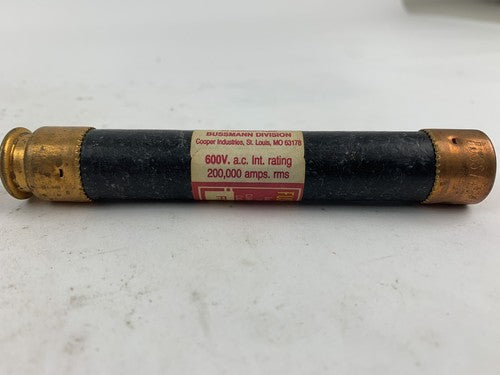 BUSSMANN DIVISION
Cooper Industries, St. Louis, MO 63178
600V. a.c. Int. rating
200,000 amps. rms